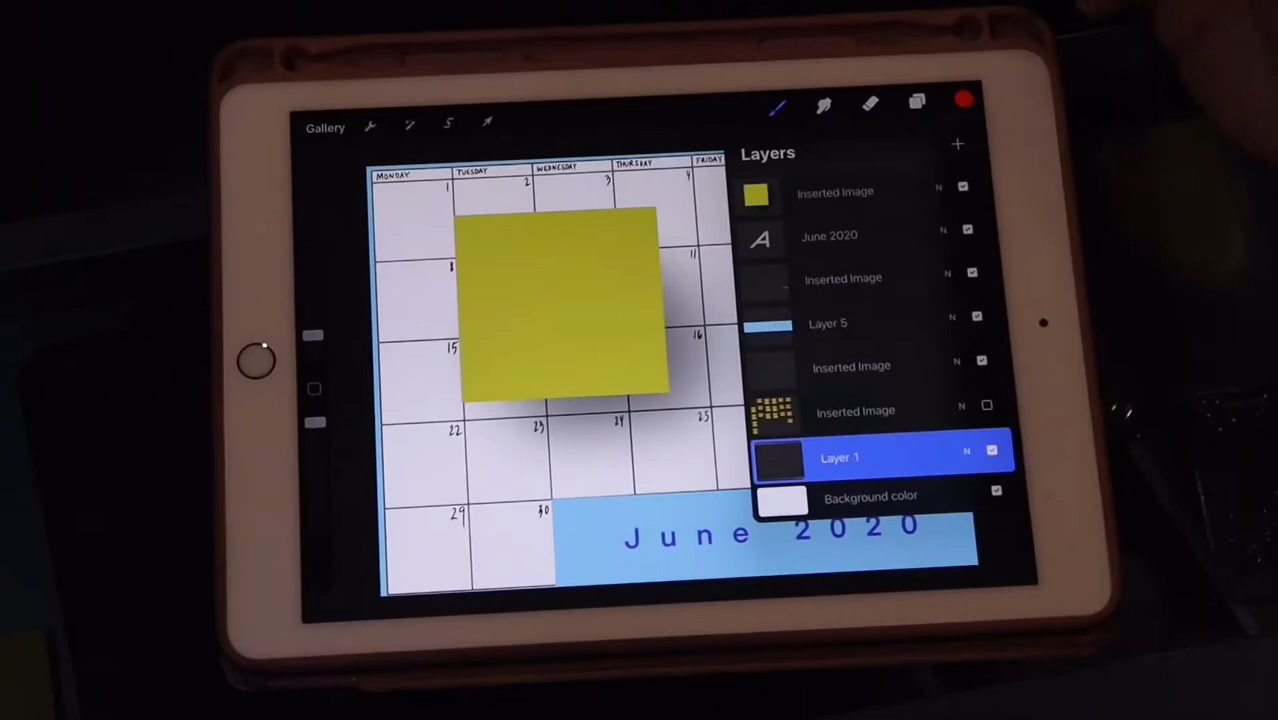 Gallery
Layers
MONDAY TUESDAY WEDNESDAY THURSDAY FRIDAY
1 2 3 4
8 11
15 16
22 23 24 25
29 30
June 2020
Inserted Image N
June 2020 N
A
Inserted Image N
Layer 5 N
Inserted Image N
Inserted Image N
Layer 1 N
Background color